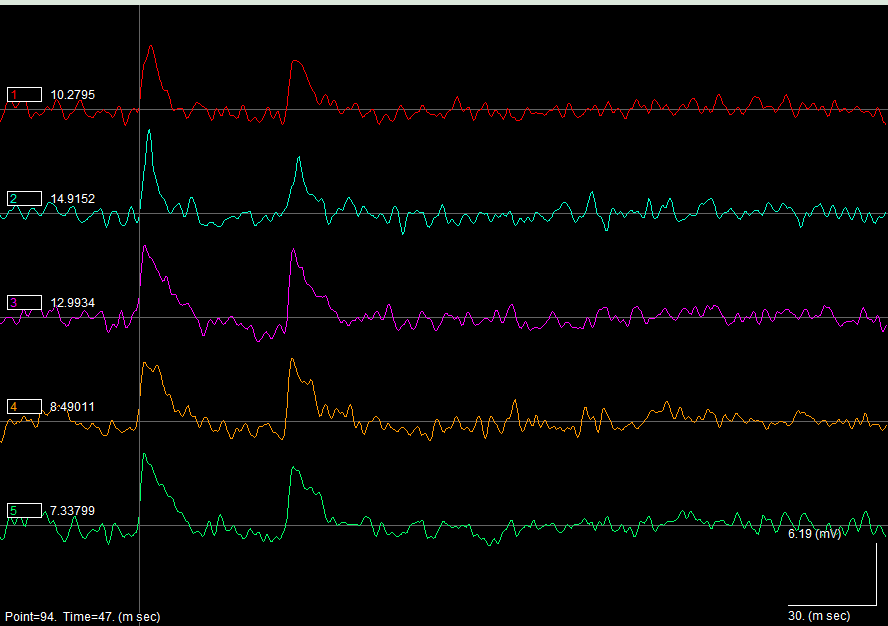 1 10.2795
2 14.9152
3 12.9934
4 8.49011
5 7.33799
6.19 (mV)
30. (m sec)
Point=94. Time=47. (m sec)